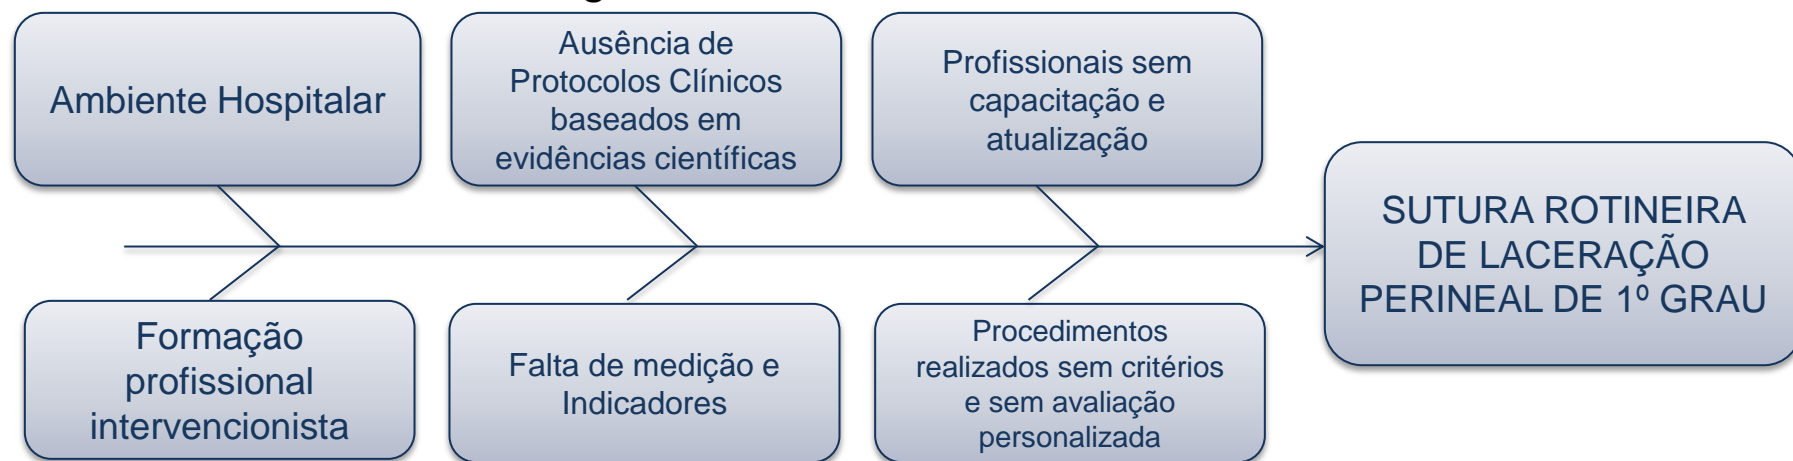 Ambiente Hospitalar
Ausência de
Protocolos Clínicos
baseados em
evidências científicas
Profissionais sem
capacitação e
atualização
SUTURA ROTINEIRA
DE LACERAÇÃO
PERINEAL DE 1º GRAU
Formação
profissional
intervencionista
Falta de medição e
Indicadores
Procedimentos
realizados sem critérios
e sem avaliação
personalizada